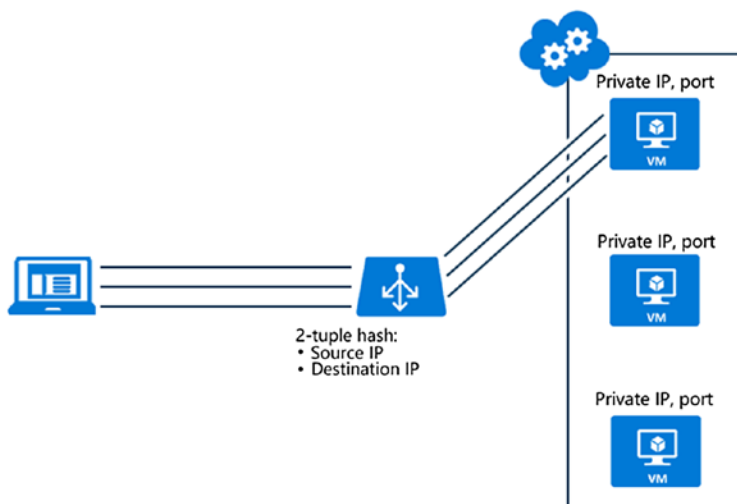 Private IP, port
VM
Private IP, port
VM
2-tuple hash:
• Source IP
• Destination IP
Private IP, port
VM